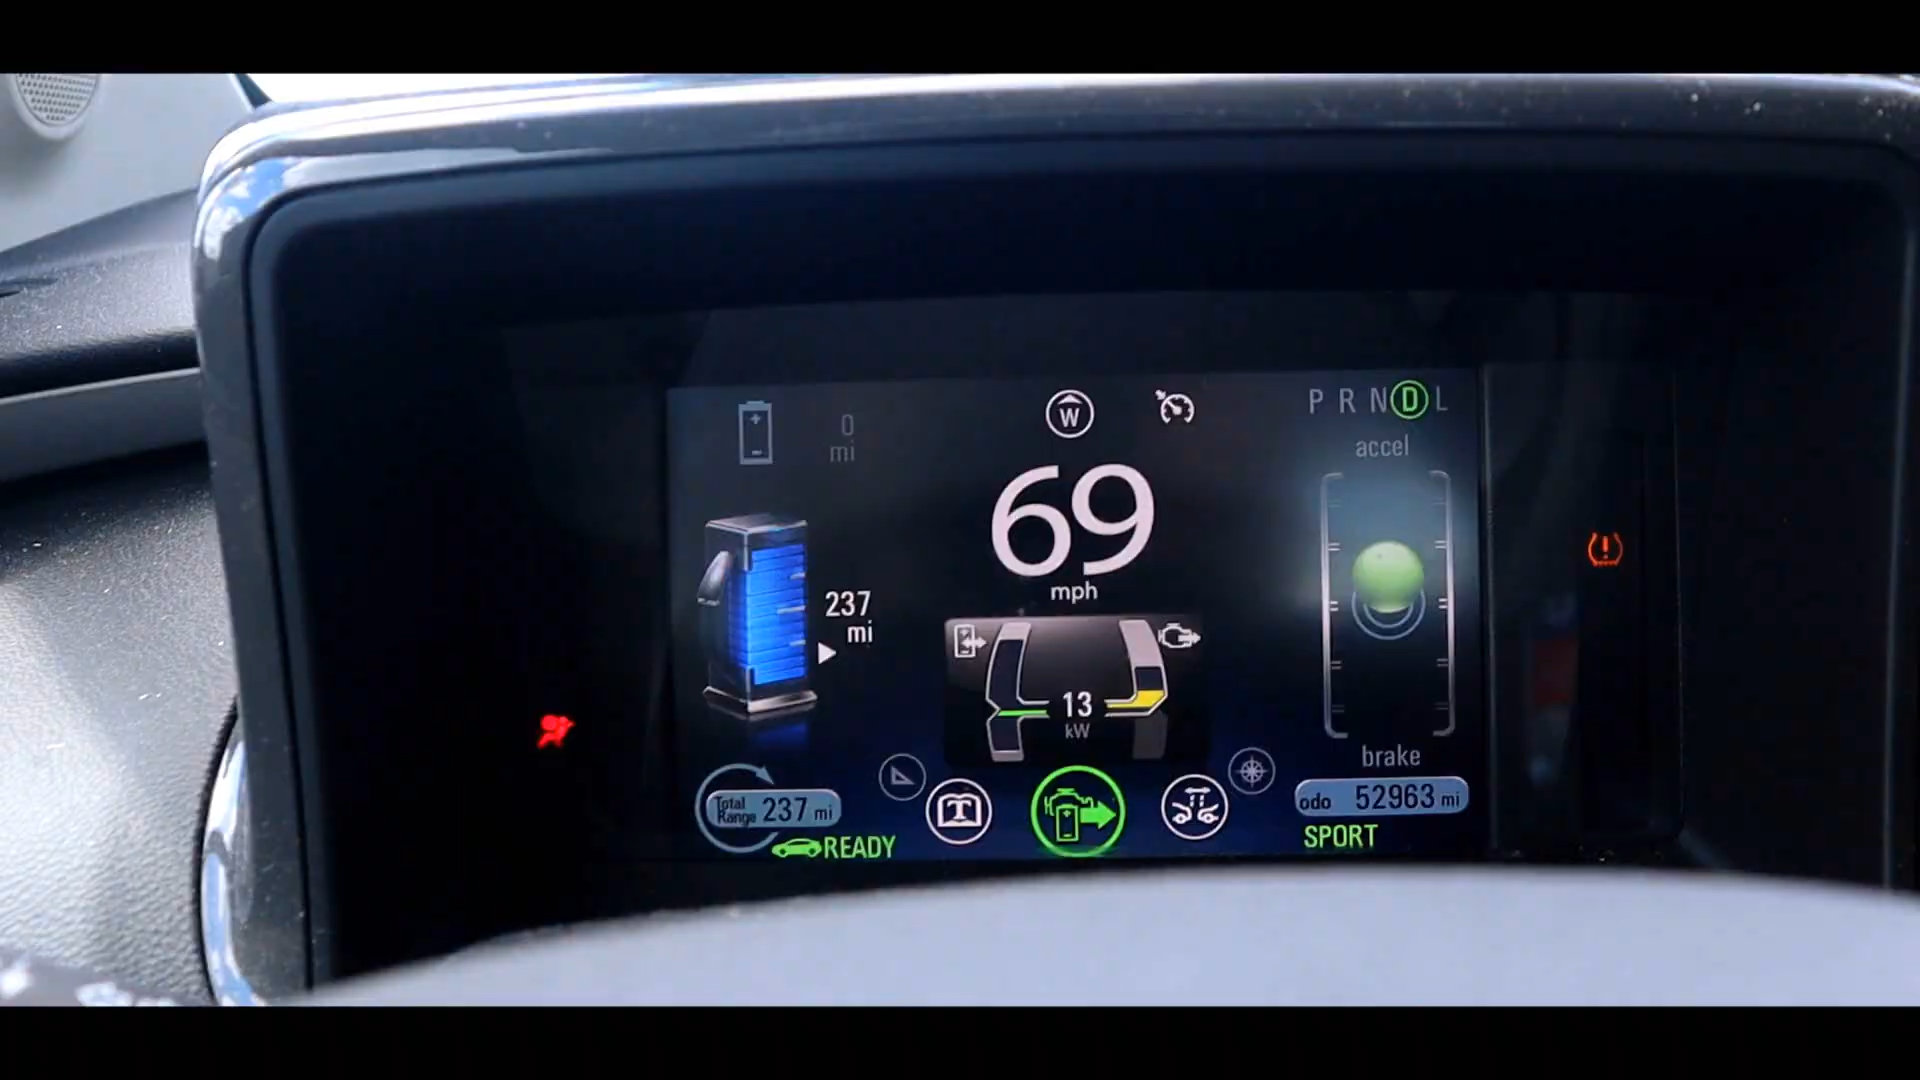 P R N D L
0
mi
W
accel
69
mph
237
mi
13
kW
brake
Total
Range 237 mi
T
odo 52963 mi
READY
SPORT